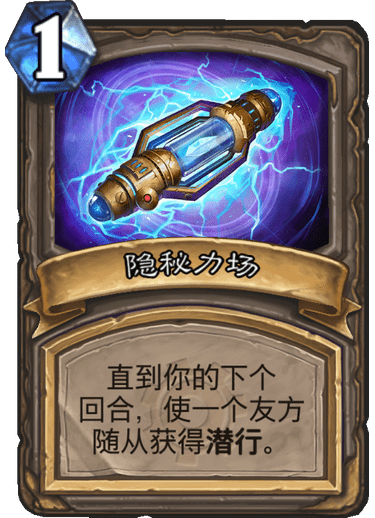 1
隐秘力场
直到你的下个
回合，使一个友方
随从获得潜行。